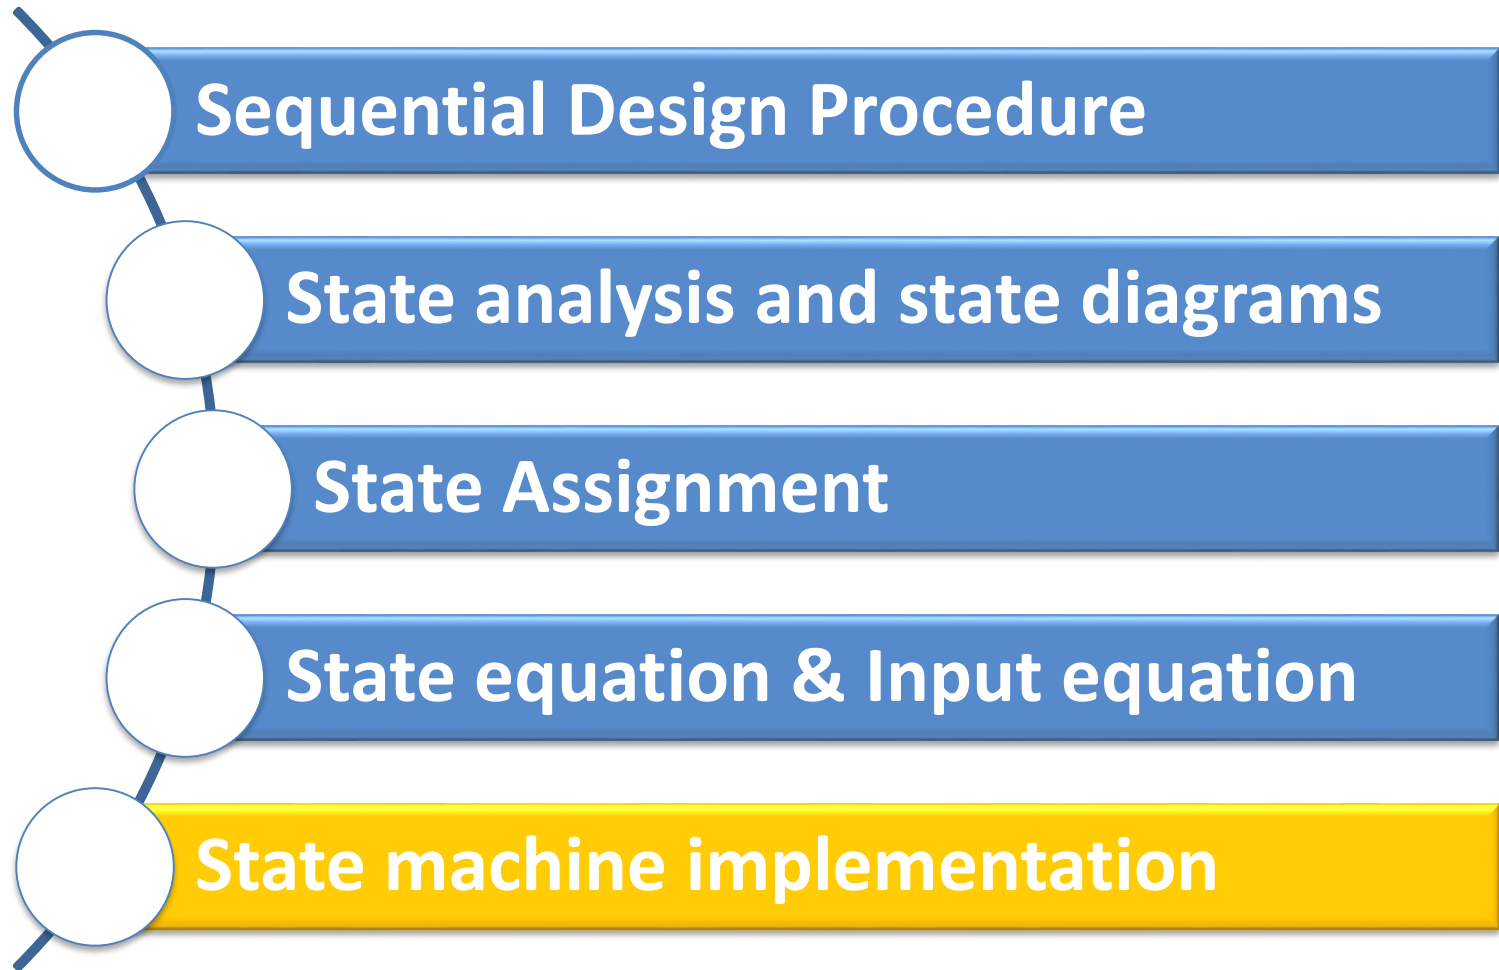 Sequential Design Procedure
State analysis and state diagrams
State Assignment
State equation & Input equation
State machine implementation